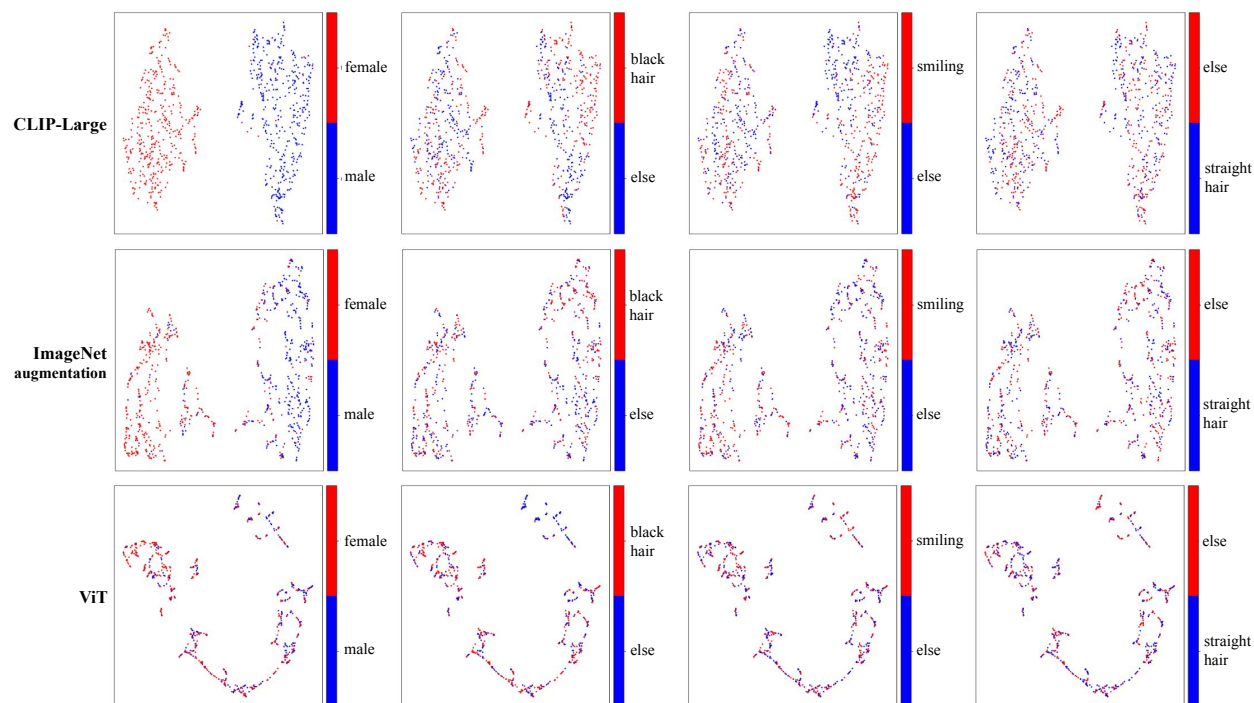 CLIP-Large
female
male
black
hair
else
smiling
else
else
straight
hair
ImageNet
augmentation
female
male
black
hair
else
smiling
else
else
straight
hair
ViT
female
male
black
hair
else
smiling
else
else
straight
hair